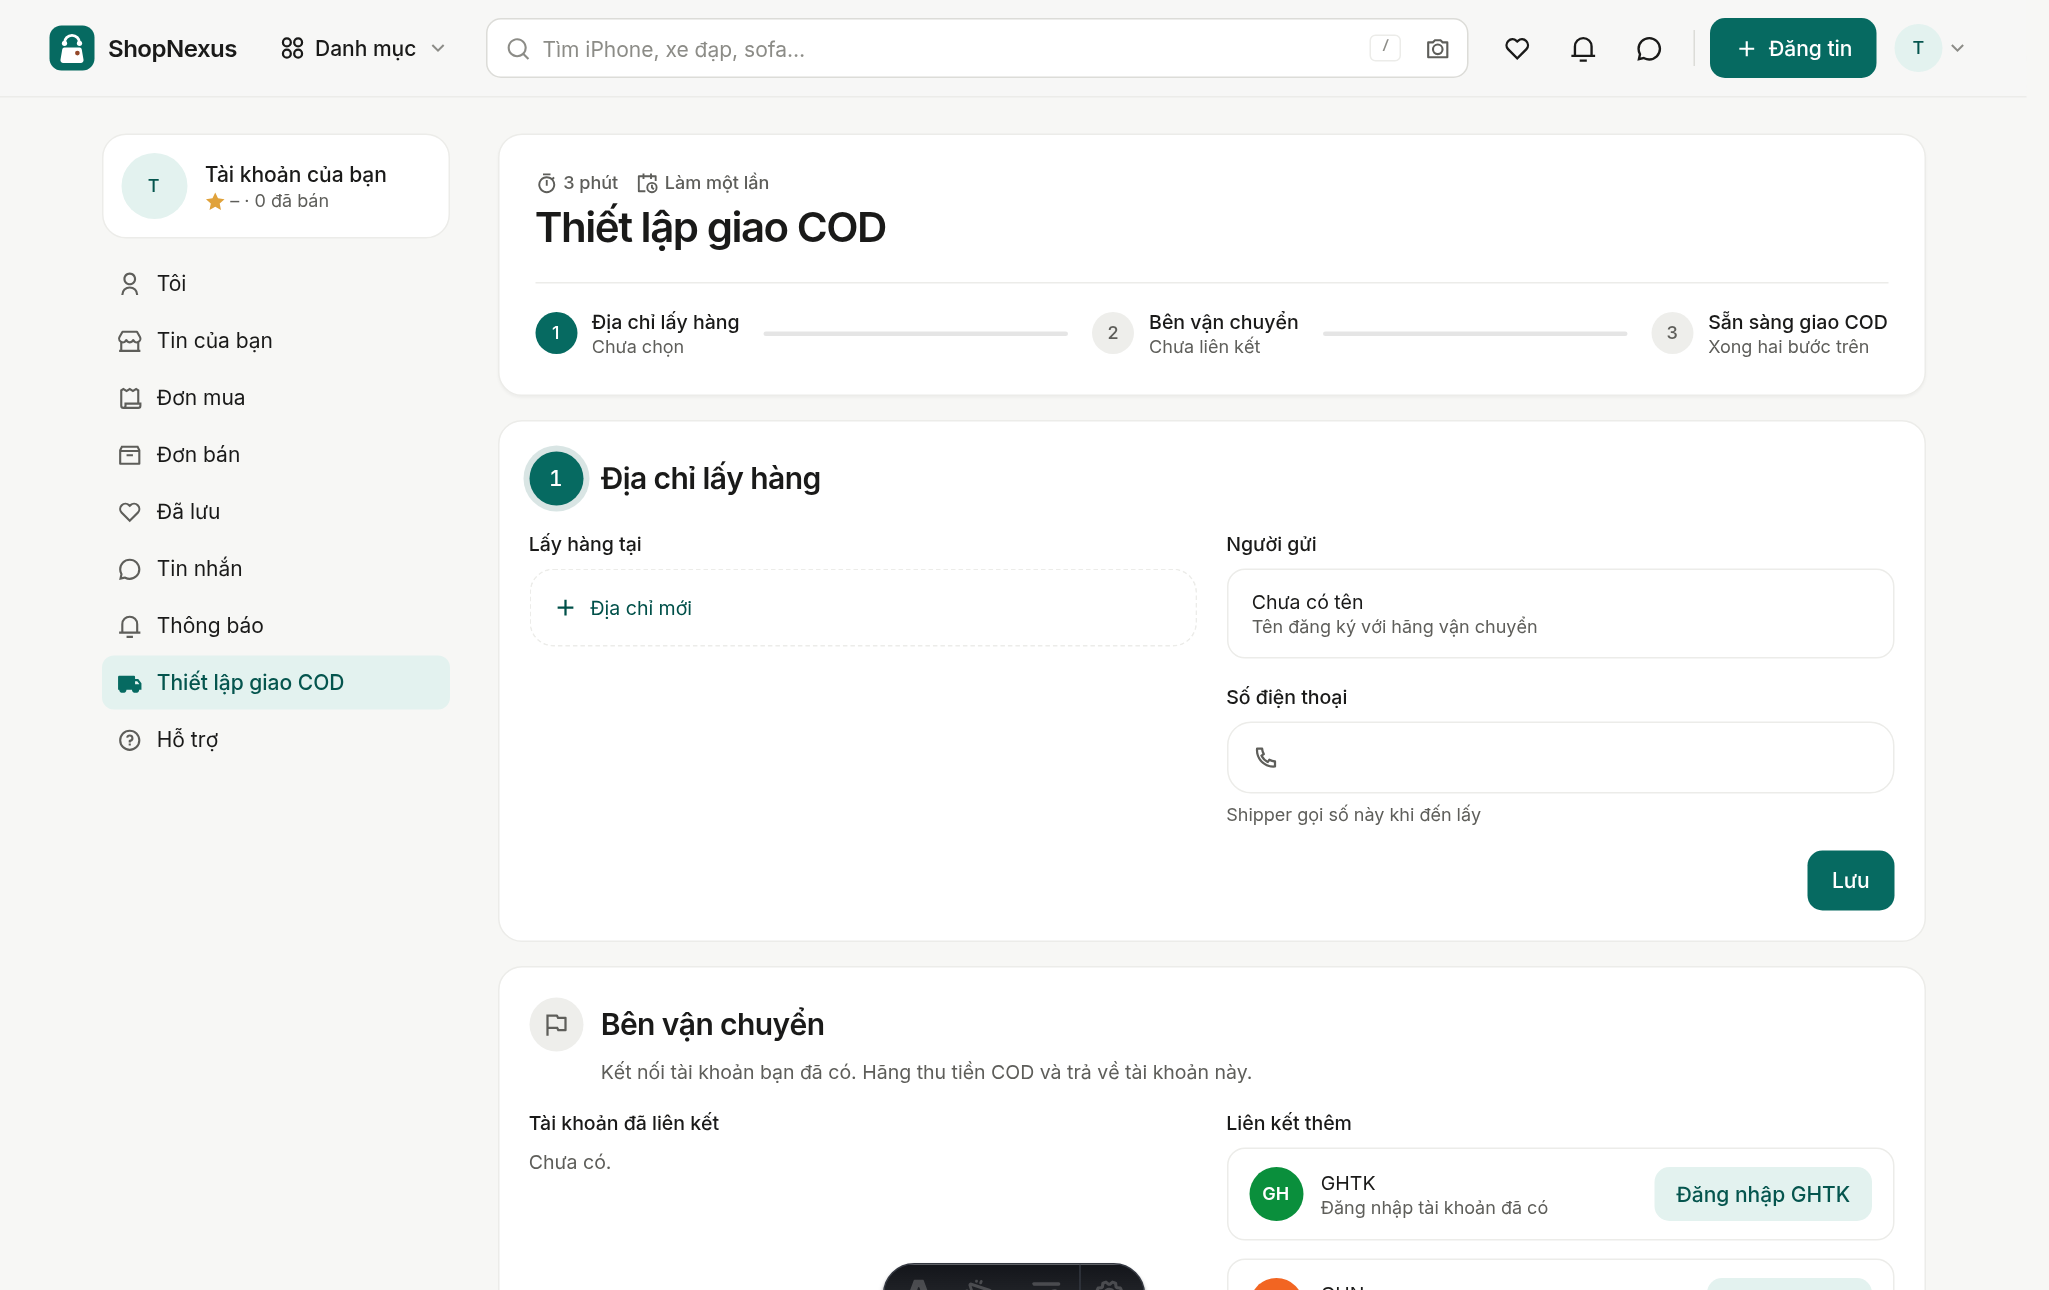 ShopNexus
Danh mục
Tìm iPhone, xe đạp, sofa...
/
Đăng tin
T
T
Tài khoản của bạn
– · 0 đã bán
Tôi
Tin của bạn
Đơn mua
Đơn bán
Đã lưu
Tin nhắn
Thông báo
Thiết lập giao COD
Hỗ trợ
3 phút
Làm một lần
Thiết lập giao COD
1
Địa chỉ lấy hàng
Chưa chọn
2
Bên vận chuyển
Chưa liên kết
3
Sẵn sàng giao COD
Xong hai bước trên
1
Địa chỉ lấy hàng
Lấy hàng tại
Địa chỉ mới
Người gửi
Chưa có tên
Tên đăng ký với hãng vận chuyển
Số điện thoại
Shipper gọi số này khi đến lấy
Lưu
Bên vận chuyển
Kết nối tài khoản bạn đã có. Hãng thu tiền COD và trả về tài khoản này.
Tài khoản đã liên kết
Chưa có.
Liên kết thêm
GH
GHTK
Đăng nhập tài khoản đã có
Đăng nhập GHTK